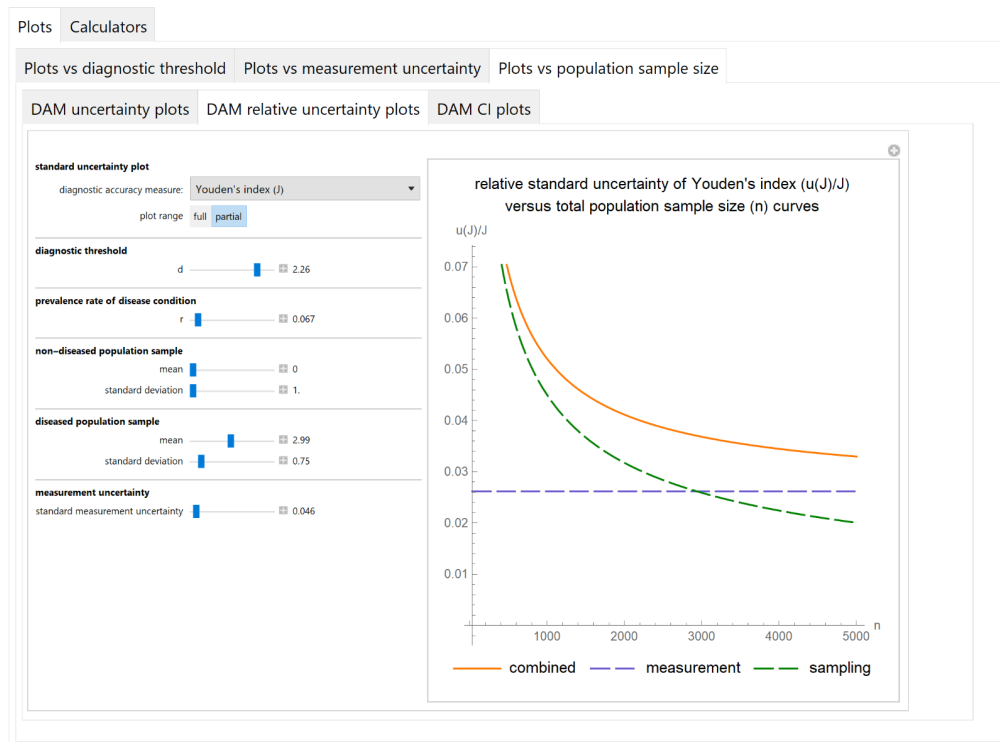 Plots Calculators
Plots vs diagnostic threshold Plots vs measurement uncertainty Plots vs population sample size
DAM uncertainty plots DAM relative uncertainty plots DAM CI plots
standard uncertainty plot
diagnostic accuracy measure: Youden's index (J)
plot range full partial
diagnostic threshold
d 2.26
prevalence rate of disease condition
r 0.067
non–diseased population sample
mean 0
standard deviation 1.
diseased population sample
mean 2.99
standard deviation 0.75
measurement uncertainty
standard measurement uncertainty 0.046
relative standard uncertainty of Youden's index (u(J)/J)
versus total population sample size (n) curves
u(J)/J
0.07
0.06
0.05
0.04
0.03
0.02
0.01
1000 2000 3000 4000 5000 n
combined measurement sampling